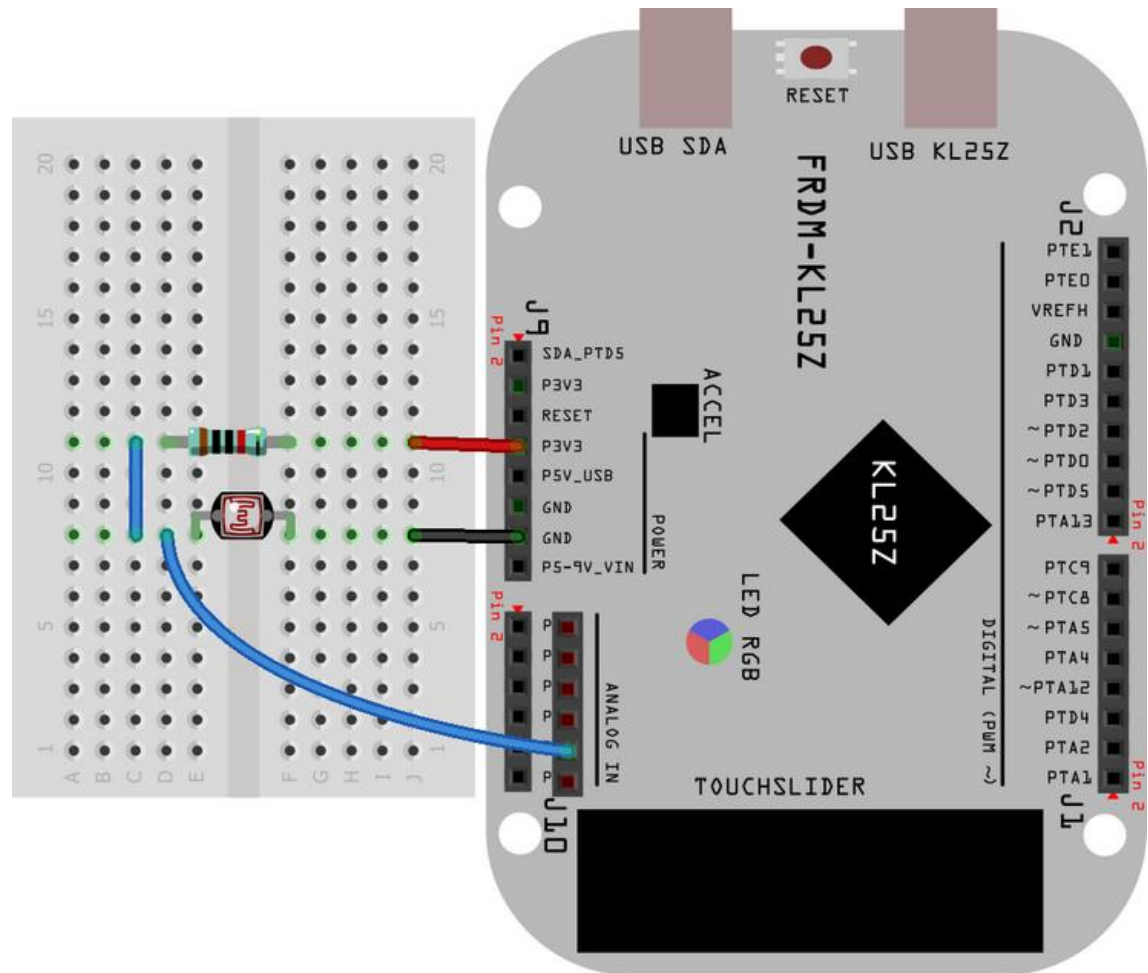 RESET
USB SDA
USB KL25Z
FRDM-KL25Z
20
20
15
15
10
10
5
5
1
1
A B C D E F G H I J
J9
Pin 2
SDA_PTD5
P3V3
RESET
P3V3
P5V_USB
GND
GND
P5-9V_VIN
POWER
ACCEL
KL25Z
LED RGB
Pin 2
P
P
P
P
P
ANALOG IN
J10
TOUCHSLIDER
J2
PTE1
PTE0
VREFH
GND
PTD1
PTD3
~PTD2
~PTD0
~PTD5
PTA13
Pin 2
PTC9
~PTC8
~PTA5
PTA4
~PTA12
PTD4
PTA2
PTA1
DIGITAL (PWM ~)
Pin 2
J1